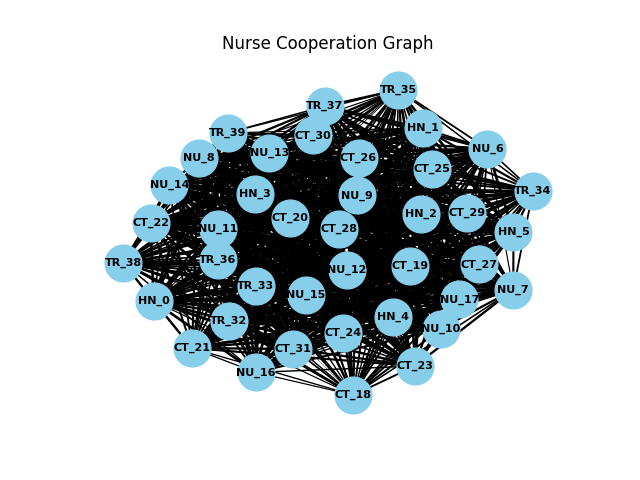 Nurse Cooperation Graph
TR_35
TR_37
HN_1
TR_39
CT_30
NU_6
NU_13
NU_8
CT_26
CT_25
NU_14
TR_34
HN_3
NU_9
CT_20
HN_2
CT_29
CT_22
NU_11
CT_28
HN_5
TR_38
TR_36
NU_12
CT_19
CT_27
TR_33
NU_15
NU_7
HN_0
NU_17
TR_32
HN_4
NU_10
CT_24
CT_21
CT_31
NU_16
CT_23
CT_18